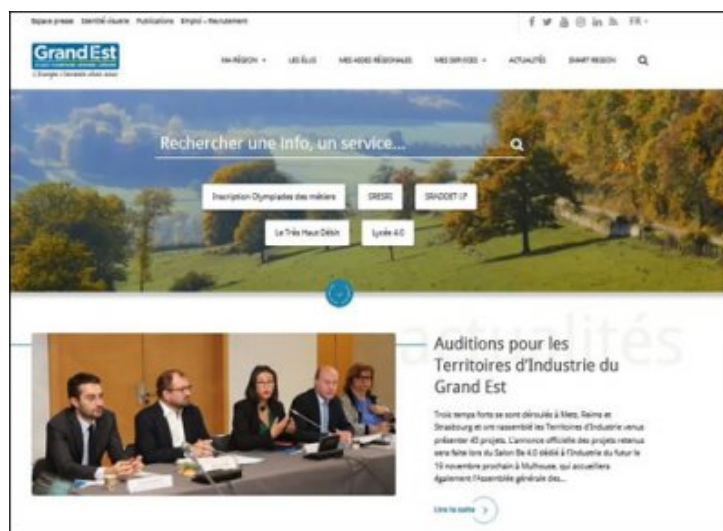 Espace presse Identité visuelle Publications Emploi – Recrutement
FR
Grand Est
MA RÉGION LES ÉLUS MES AIDES RÉGIONALES MES SERVICES ACTUALITÉS SMART REGION
Rechercher une info, un service...
Inscription Olympiades des métiers SRESRI SRADDET
Le Très Haut Débit Lycée 4.0
actualités
Auditions pour les
Territoires d'Industrie du
Grand Est
Trois temps forts se sont déroulés à Metz, Reims et
Strasbourg et ont rassemblé les Territoires d'Industrie venus
présenter 45 projets. L'annonce officielle des projets retenus
sera faite lors du Salon Be 4.0 dédié à l'Industrie du futur le
19 novembre prochain à Mulhouse, qui accueillera
également l'Assemblée générale des...
Lire la suite